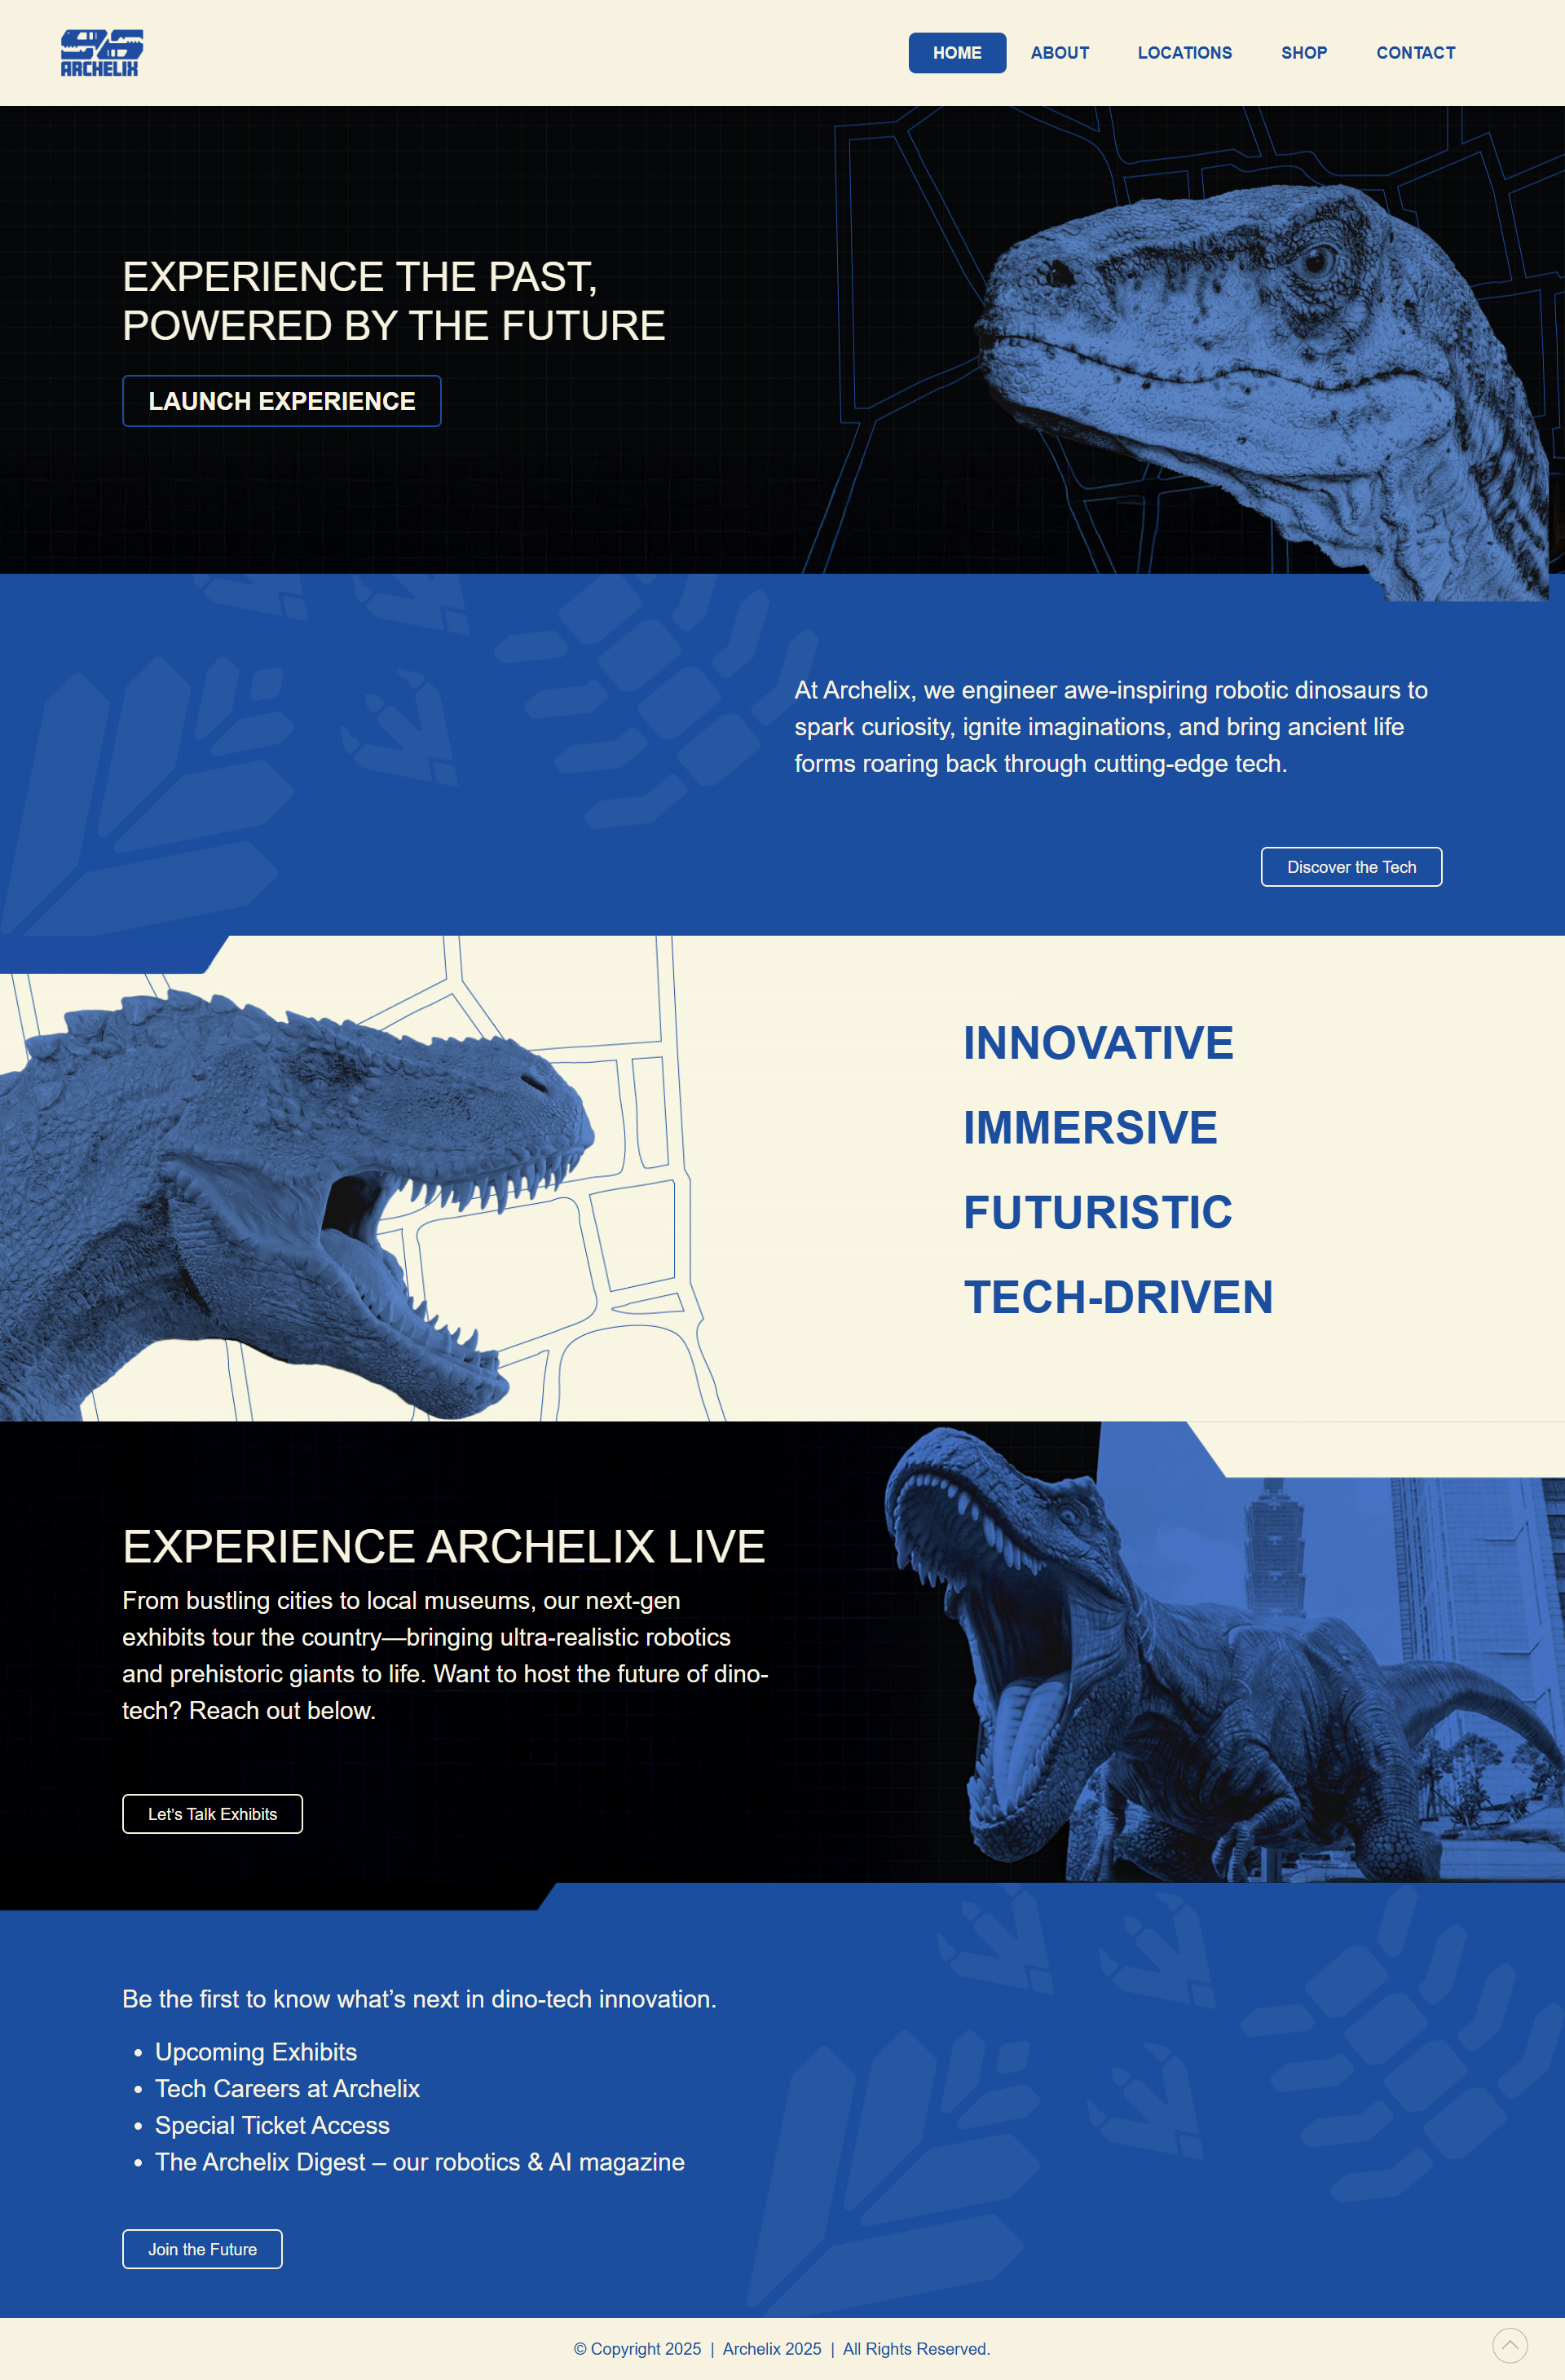 ARCHELIX
HOME ABOUT LOCATIONS SHOP CONTACT
EXPERIENCE THE PAST,
POWERED BY THE FUTURE
LAUNCH EXPERIENCE
At Archelix, we engineer awe-inspiring robotic dinosaurs to
spark curiosity, ignite imaginations, and bring ancient life
forms roaring back through cutting-edge tech.
Discover the Tech
INNOVATIVE
IMMERSIVE
FUTURISTIC
TECH-DRIVEN
EXPERIENCE ARCHELIX LIVE
From bustling cities to local museums, our next-gen
exhibits tour the country—bringing ultra-realistic robotics
and prehistoric giants to life. Want to host the future of dino-
tech? Reach out below.
Let's Talk Exhibits
Be the first to know what’s next in dino-tech innovation.
• Upcoming Exhibits
• Tech Careers at Archelix
• Special Ticket Access
• The Archelix Digest – our robotics & AI magazine
Join the Future
© Copyright 2025 | Archelix 2025 | All Rights Reserved.